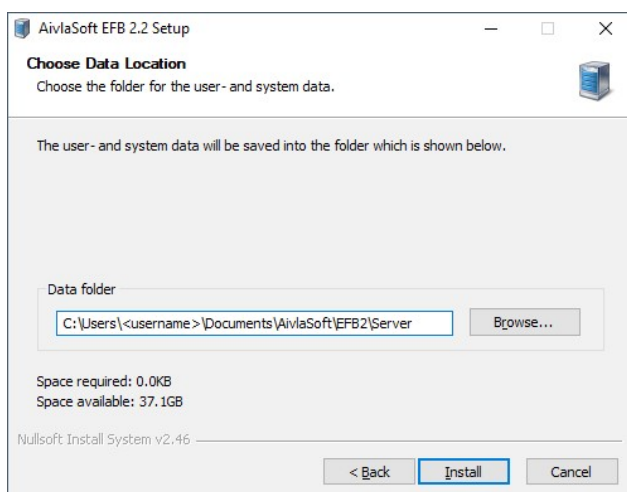 AivlaSoft EFB 2.2 Setup
Choose Data Location
Choose the folder for the user- and system data.
The user- and system data will be saved into the folder which is shown below.
Data folder
C:\Users\<username>\Documents\AivlaSoft\EFB2\Server
Browse...
Space required: 0.0KB
Space available: 37.1GB
Nullsoft Install System v2.46
< Back
Install
Cancel